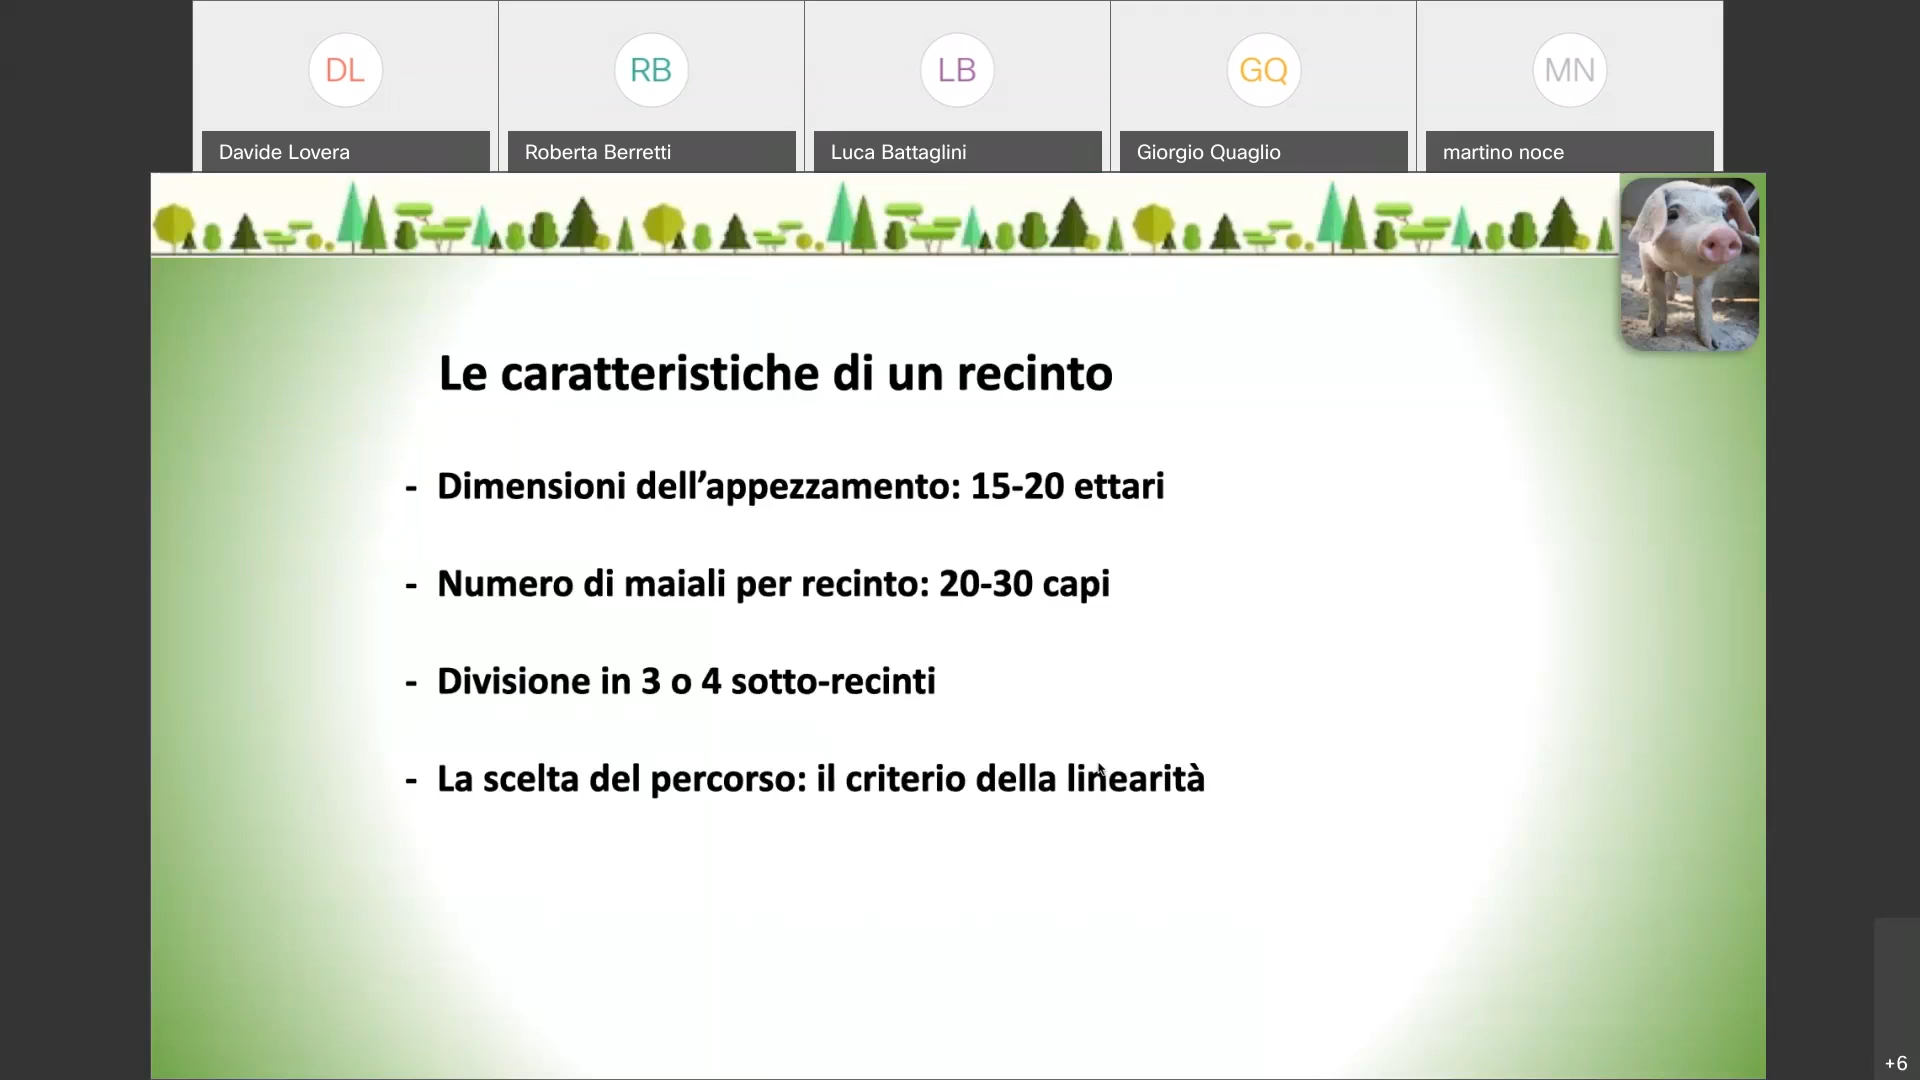 DL
RB
LB
GQ
MN
Davide Lovera
Roberta Berretti
Luca Battaglini
Giorgio Quaglio
martino noce
Le caratteristiche di un recinto
- Dimensioni dell’appezzamento: 15-20 ettari
- Numero di maiali per recinto: 20-30 capi
- Divisione in 3 o 4 sotto-recinti
- La scelta del percorso: il criterio della linearità
+6